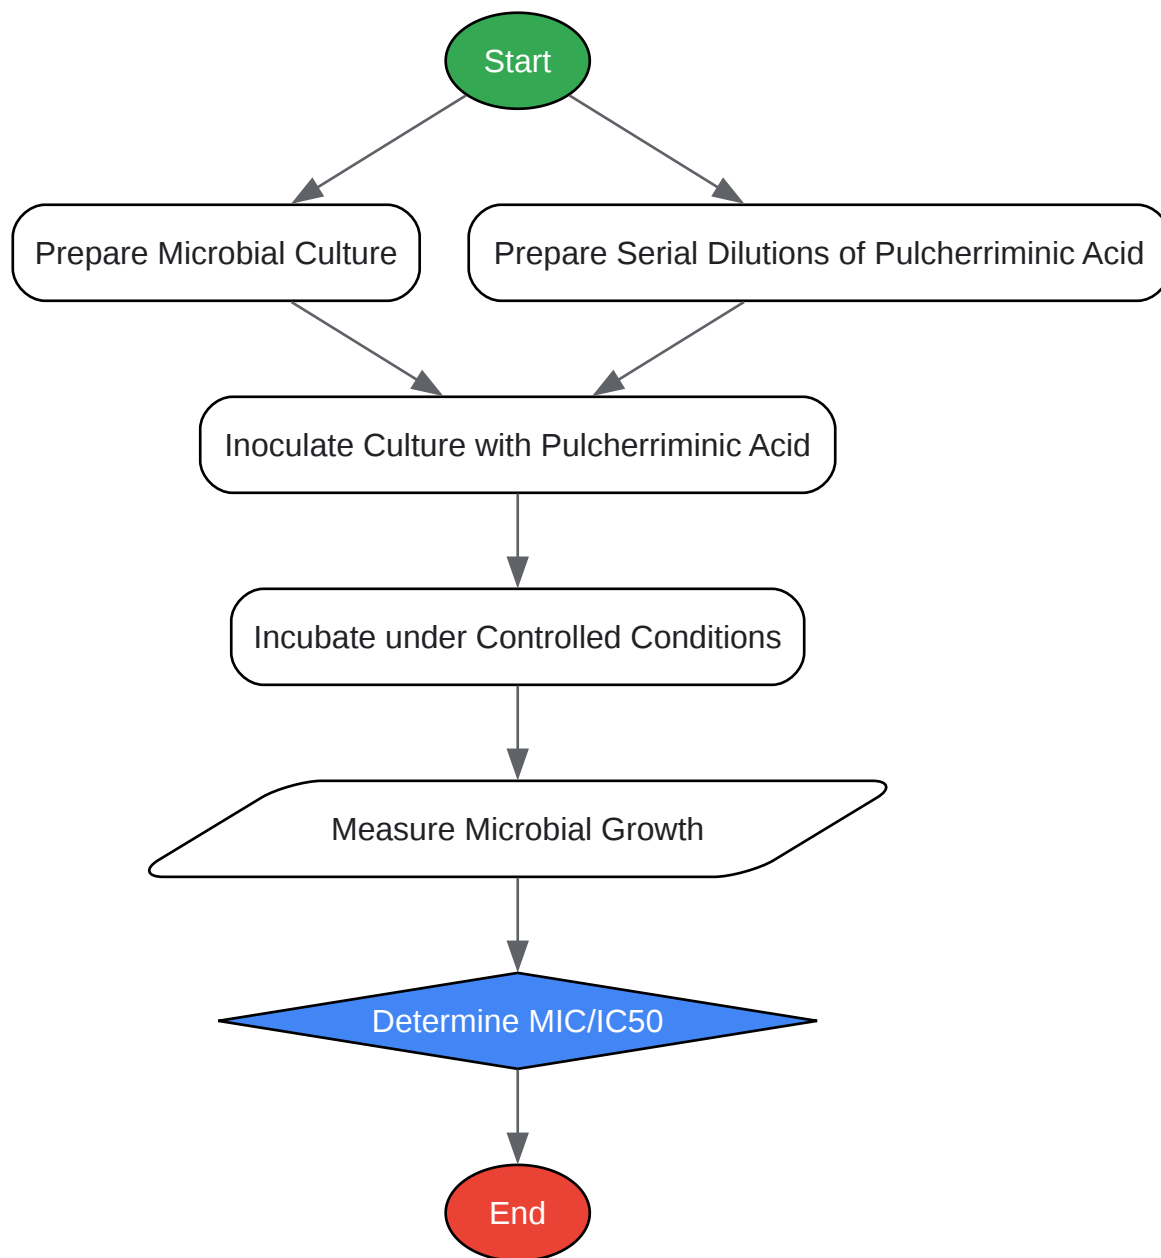 Start
Prepare Microbial Culture
Prepare Serial Dilutions of Pulcherriminic Acid
Inoculate Culture with Pulcherriminic Acid
Incubate under Controlled Conditions
Measure Microbial Growth
Determine MIC/IC50
End